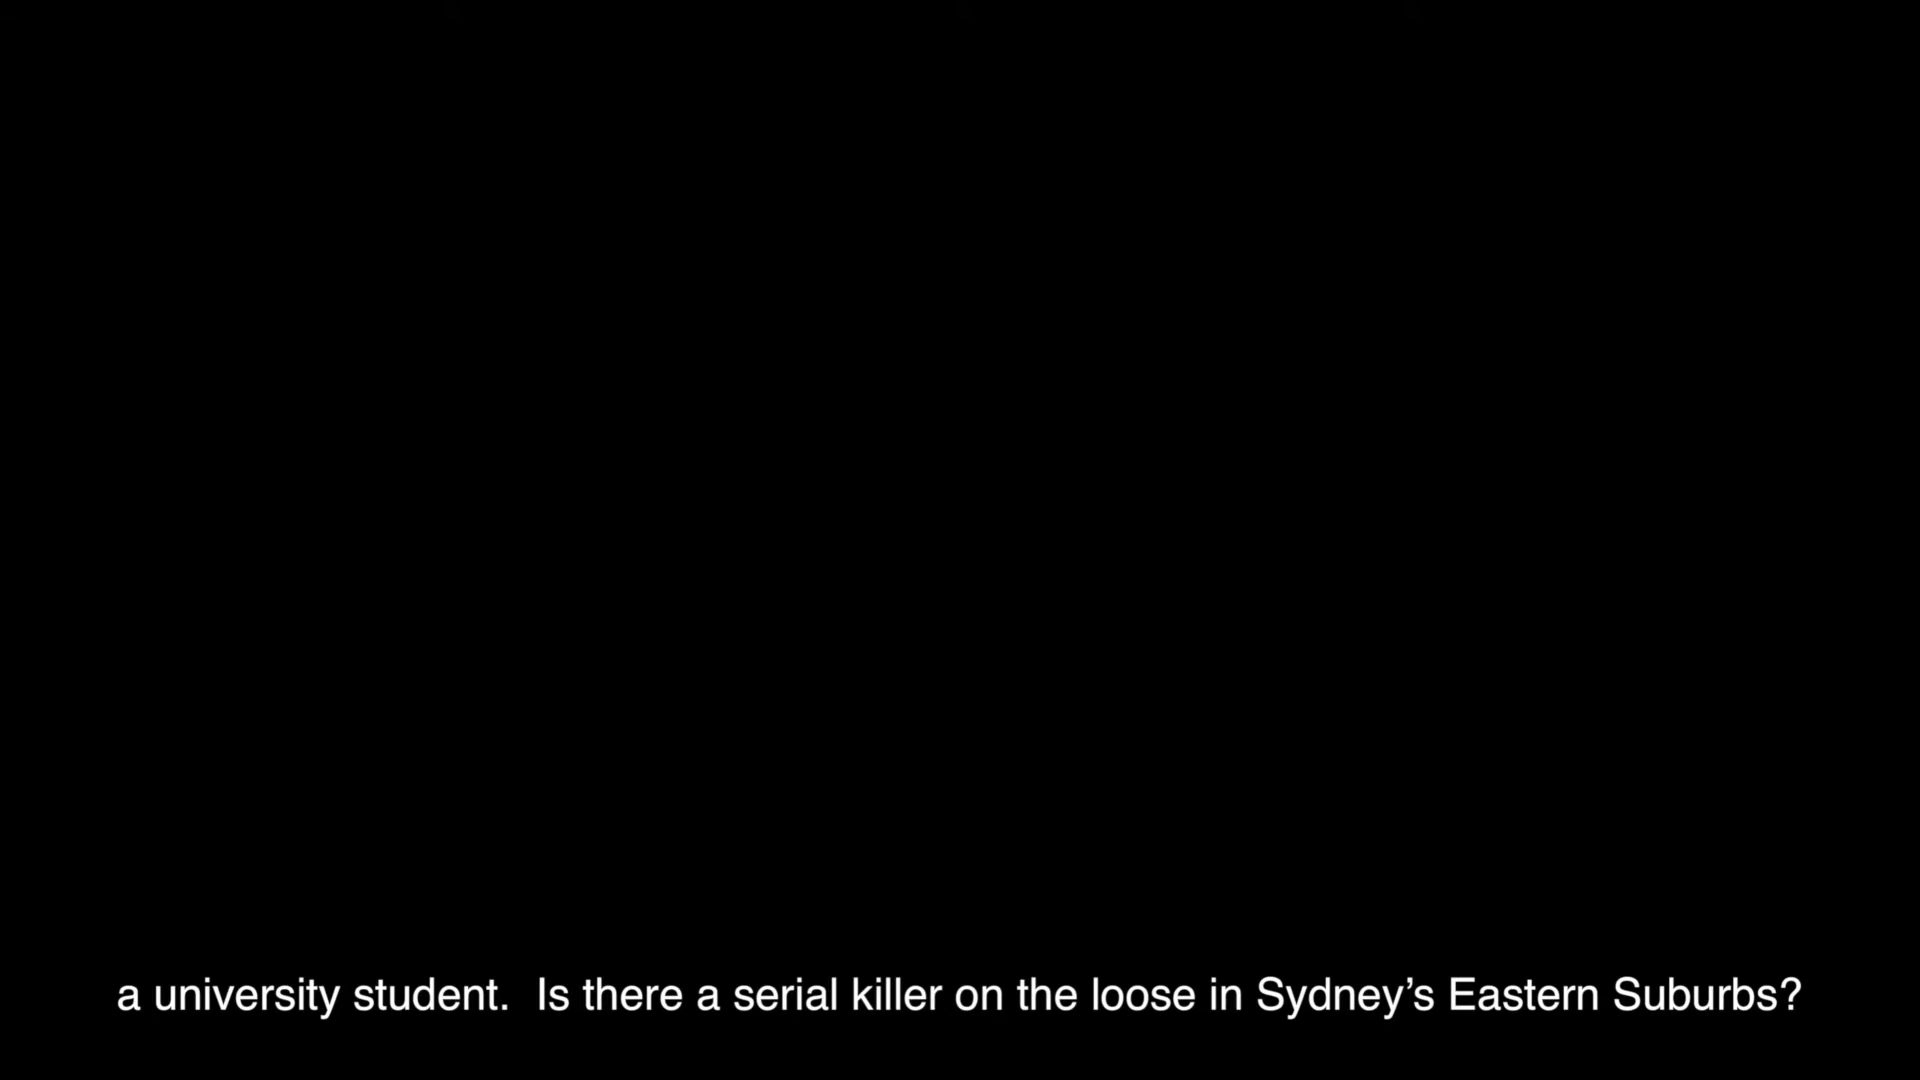 a university student.  Is there a serial killer on the loose in Sydney’s Eastern Suburbs?